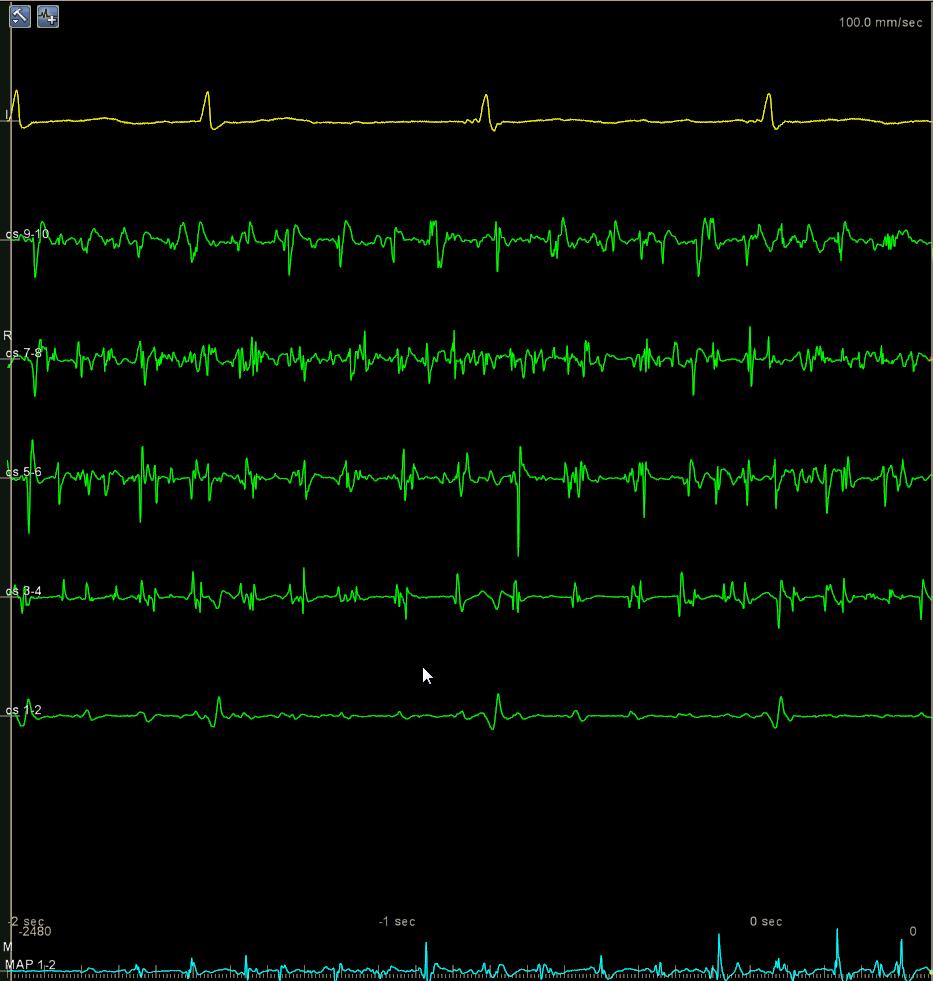 100.0 mm/sec
I
cs 9-10
R
cs 7-8
cs 5-6
cs 3-4
cs 1-2
-2 sec
-1 sec
0 sec
-2480
0
M
MAP 1-2